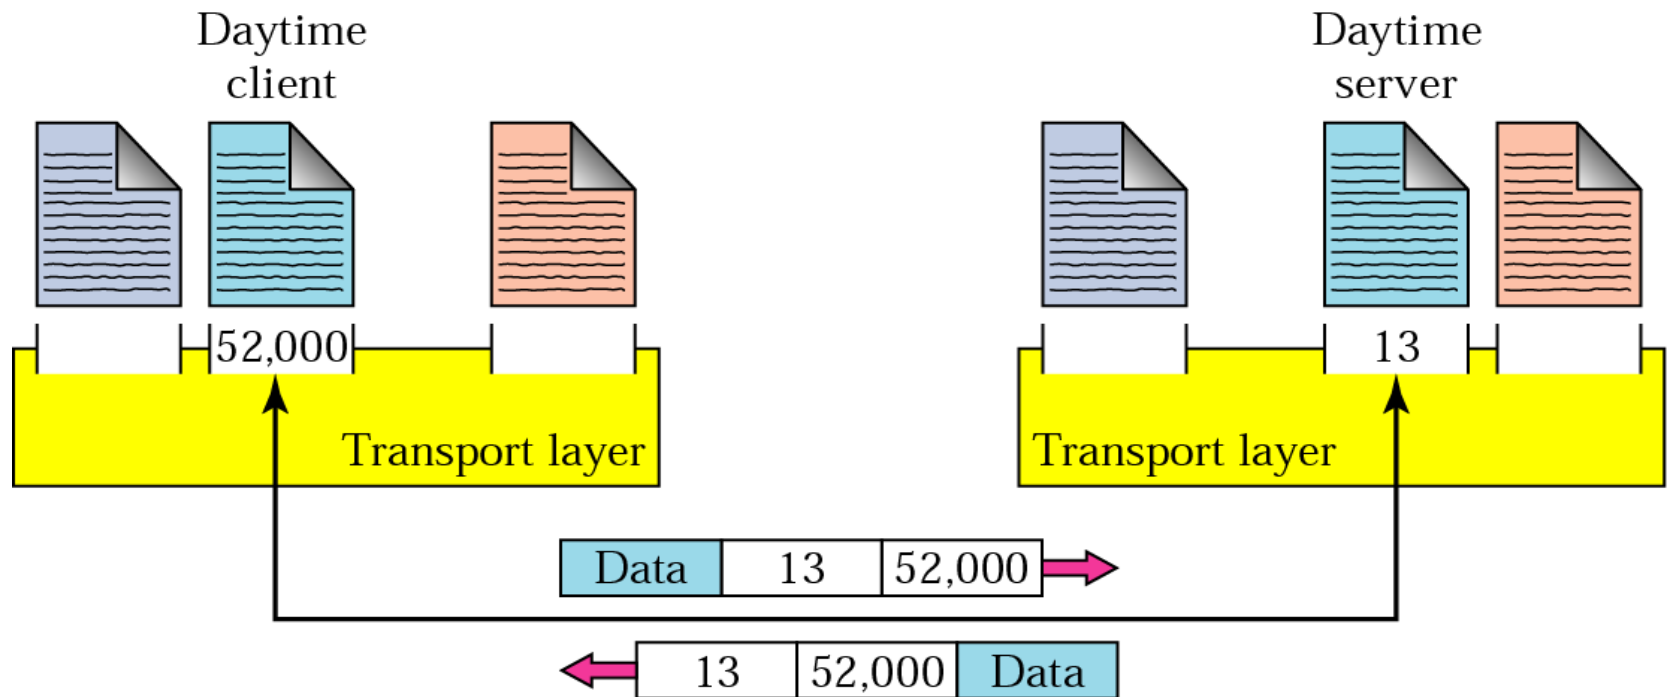 Daytime
client
Daytime
server
52,000
13
Transport layer
Transport layer
Data 13 52,000
13 52,000 Data